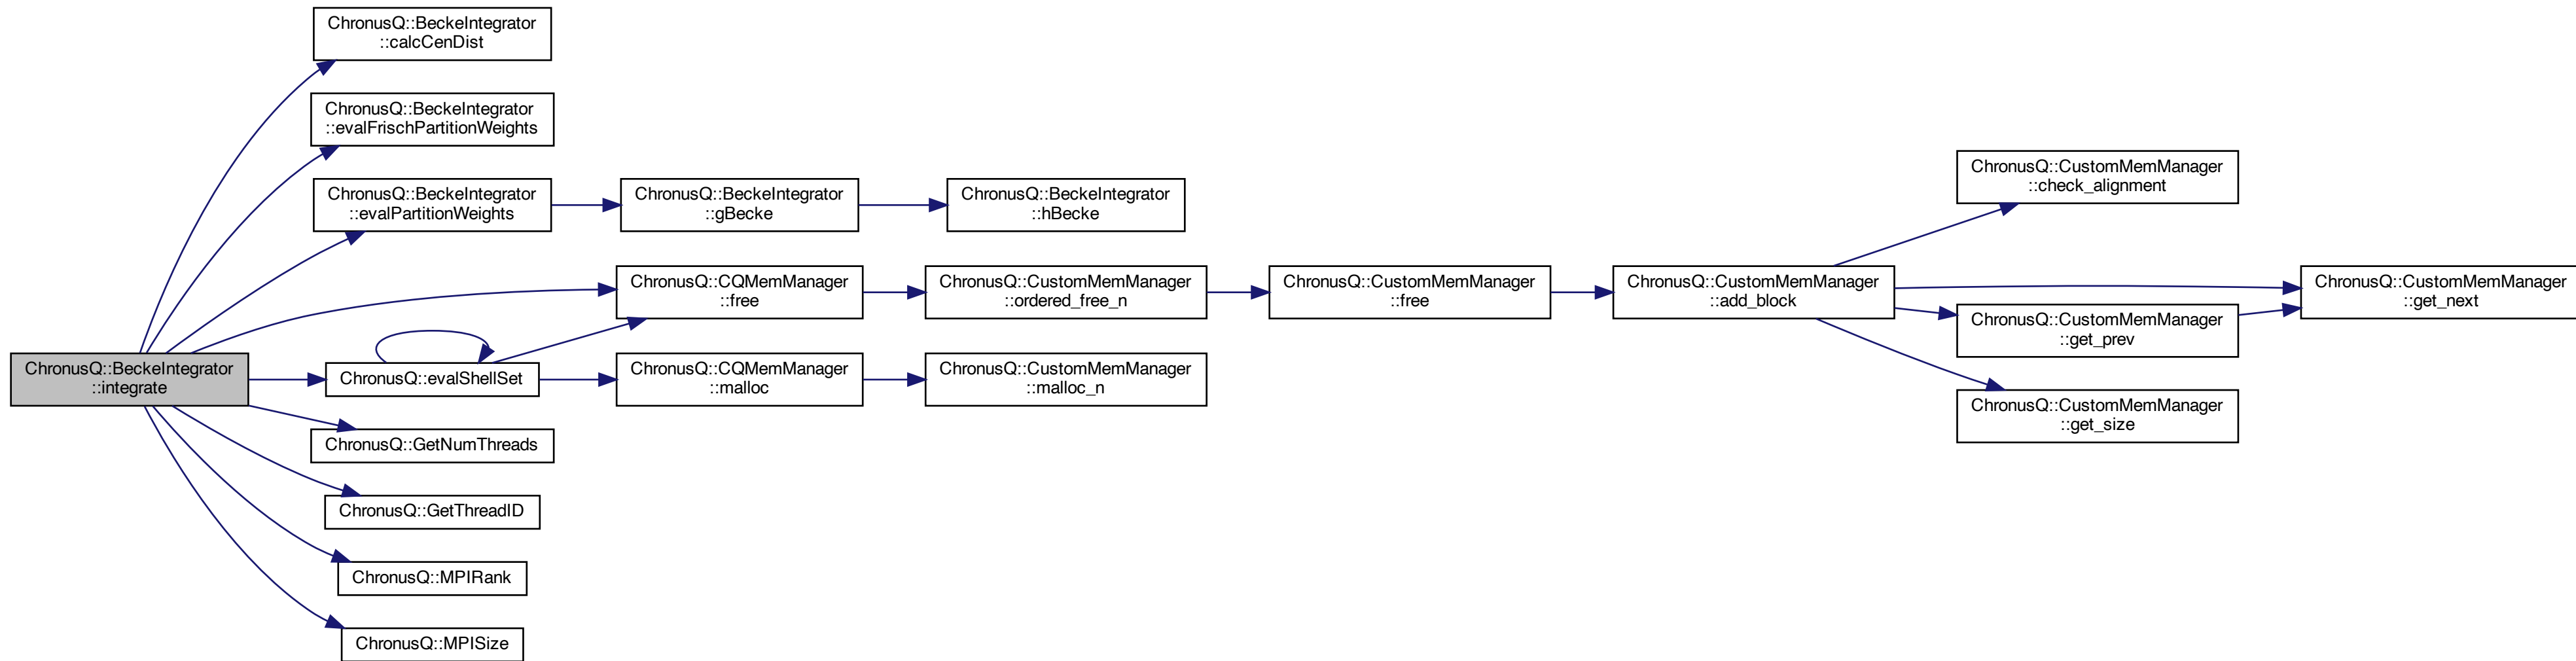 ChronusQ::BeckeIntegrator
::integrate
ChronusQ::BeckeIntegrator
::calcCenDist
ChronusQ::BeckeIntegrator
::evalFrischPartitionWeights
ChronusQ::BeckeIntegrator
::evalPartitionWeights
ChronusQ::BeckeIntegrator
::gBecke
ChronusQ::BeckeIntegrator
::hBecke
ChronusQ::CQMemManager
::free
ChronusQ::CustomMemManager
::ordered_free_n
ChronusQ::CustomMemManager
::free
ChronusQ::CustomMemManager
::add_block
ChronusQ::CustomMemManager
::check_alignment
ChronusQ::CustomMemManager
::get_next
ChronusQ::CustomMemManager
::get_prev
ChronusQ::CustomMemManager
::get_size
ChronusQ::evalShellSet
ChronusQ::CQMemManager
::malloc
ChronusQ::CustomMemManager
::malloc_n
ChronusQ::GetNumThreads
ChronusQ::GetThreadID
ChronusQ::MPIRank
ChronusQ::MPISize